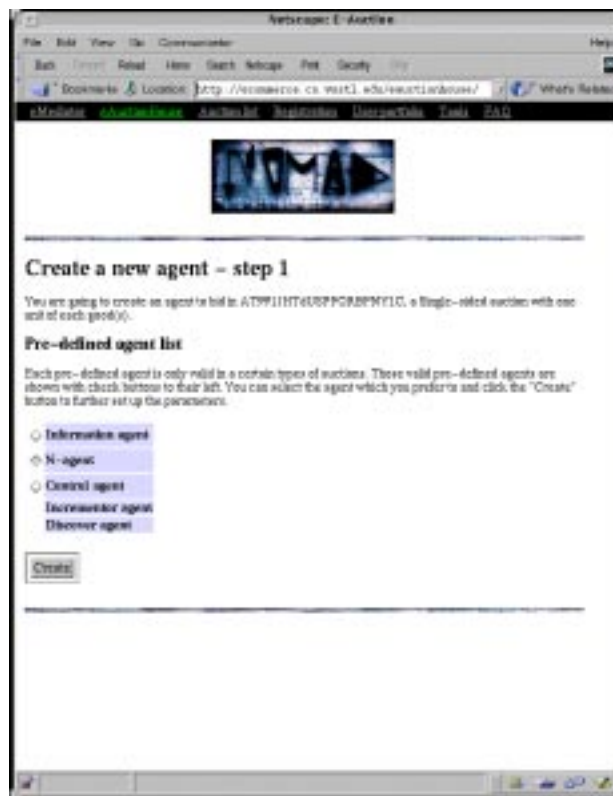 Netscape: E-Auction
File Edit View Go Communicator Help
Back Reload Home Search Netscape Print Security
Bookmarks & Location http://ecommerce.cs.wustl.edu/eauctionhouse/ What's Related
eMediator eAuctionHouse Auction list Registration User portfolio Tools FAQ
NOMAD
Create a new agent - step 1
You are going to create an agent to bid in a Single-sided auction with one
unit of each good(s).
Pre-defined agent list
Each pre-defined agent is only valid in a certain types of auctions. Those valid pre-defined agents are
shown with check buttons to their left. You can select the agent which you prefer to and click the "Create"
button to further set up the parameters.
Information agent
N-agent
Control agent
Incrementor agent
Discover agent
Create